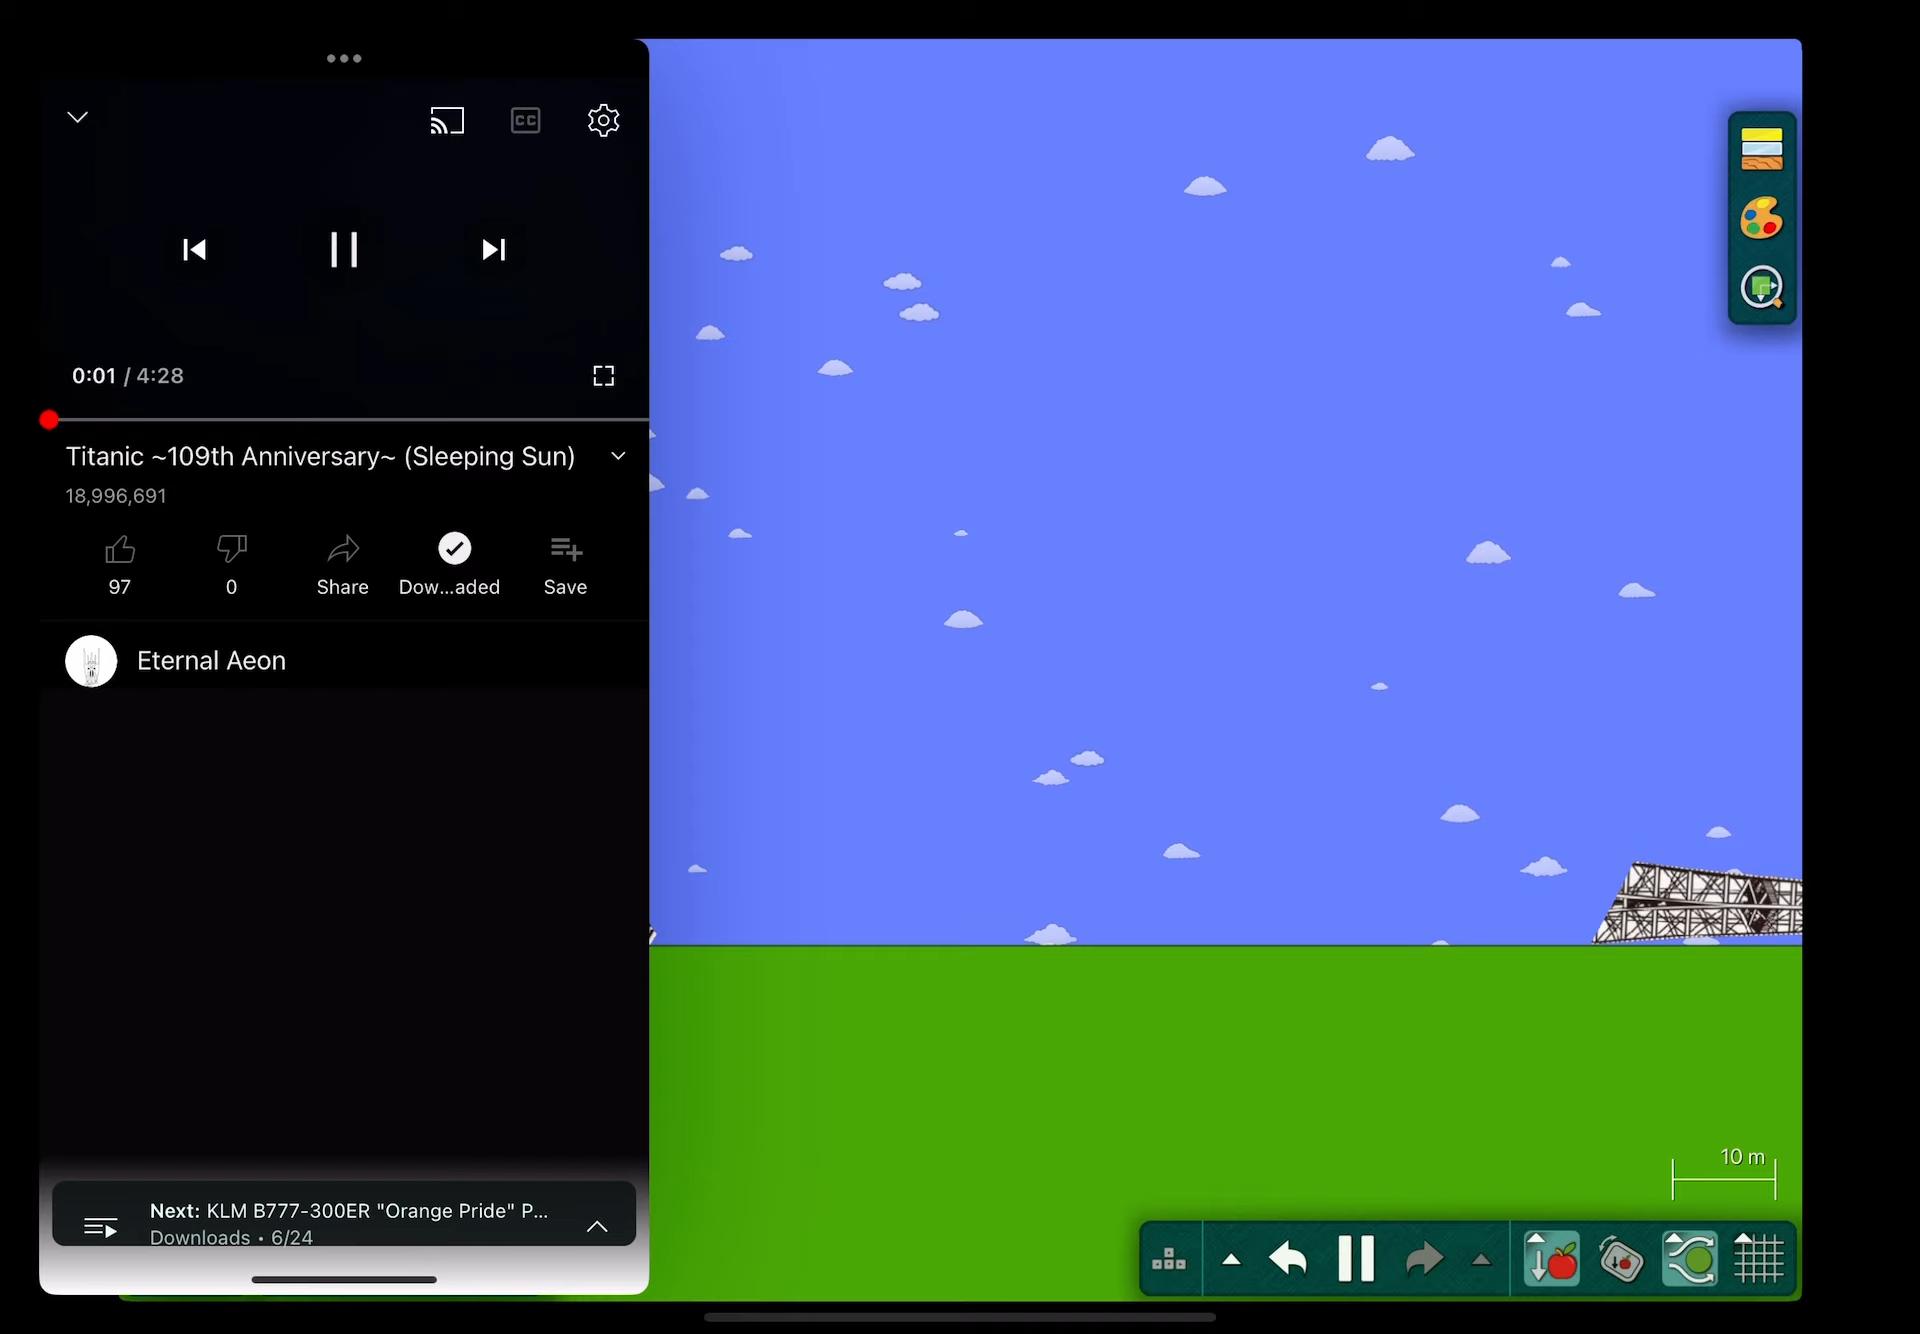 CC
0:01 / 4:28
Titanic ~109th Anniversary~ (Sleeping Sun)
18,996,691
97
0
Share
Dow...aded
Save
Eternal Aeon
Next: KLM B777-300ER "Orange Pride" P...
Downloads • 6/24
10 m